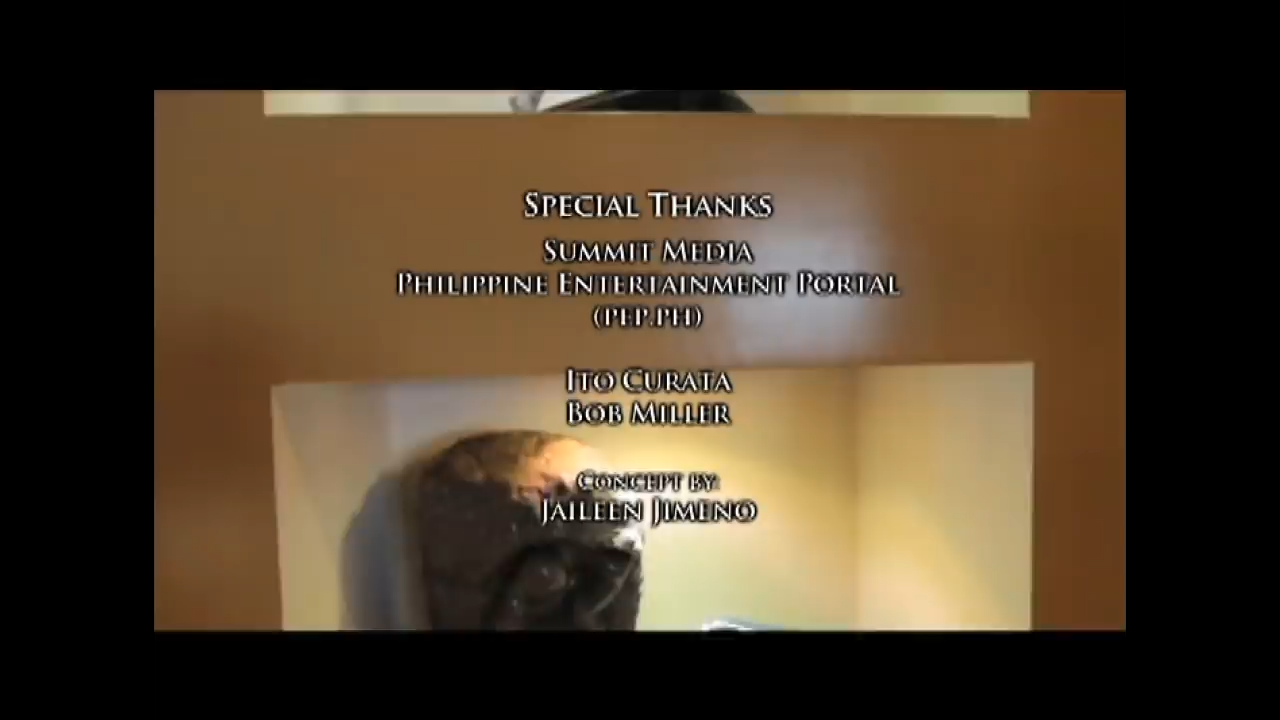 Special Thanks
Summit Media
Philippine Entertainment Portal
(pep.ph)
Ito Curata
Bob Miller
Concept by:
Jaileen Jimeno